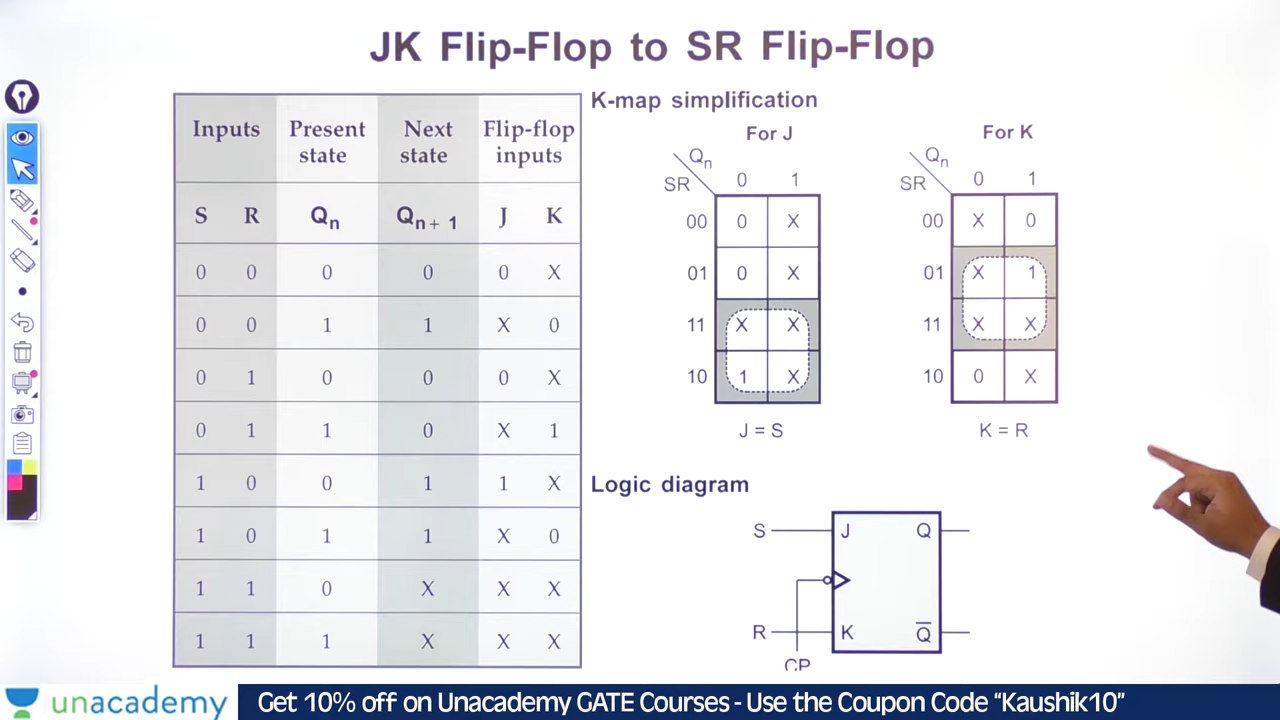 JK Flip-Flop to SR Flip-Flop
Inputs Present state Next state Flip-flop inputs
S R Qn Qn+1 J K
0 0 0 0 0 X
0 0 1 1 X 0
0 1 0 0 0 X
0 1 1 0 X 1
1 0 0 1 1 X
1 0 1 1 X 0
1 1 0 X X X
1 1 1 X X X
K-map simplification
For J
Qn
SR 0 1
00 0 X
01 0 X
11 X X
10 1 X
J = S
For K
Qn
SR 0 1
00 X 0
01 X 1
11 X X
10 0 X
K = R
Logic diagram
S J Q
R K Q̅
CP
unacademy
Get 10% off on Unacademy GATE Courses - Use the Coupon Code “Kaushik10”